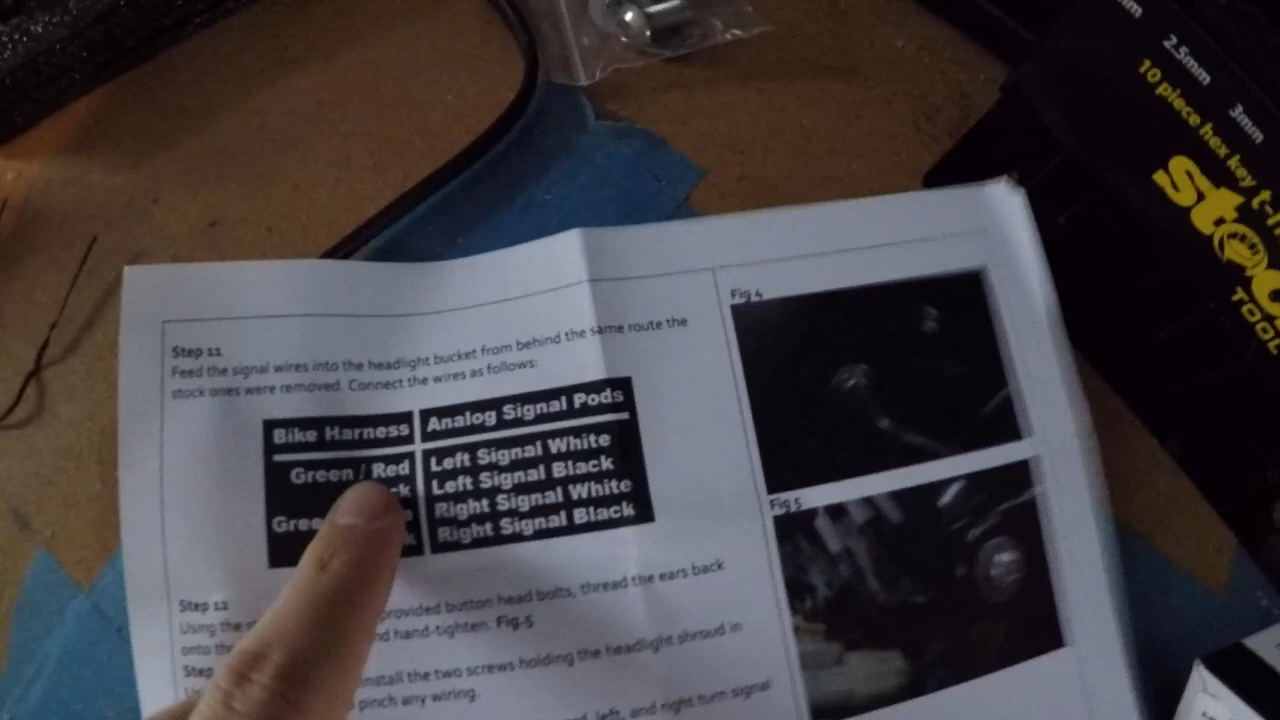 2.5mm
3mm
10 piece hex key t-
TOOL
Step 11
Feed the signal wires into the headlight bucket from behind the same route the
stock ones were removed. Connect the wires as follows:
Bike Harness Analog Signal Pods
Green / Red Left Signal White
Left Signal Black
Right Signal White
Right Signal Black
Step 12
Using the provided button head bolts, thread the ears back
hand-tighten. Fig-5
Step
install the two screws holding the headlight shroud in
pinch any wiring.
left, and right turn signal
Fig 4
Fig 5